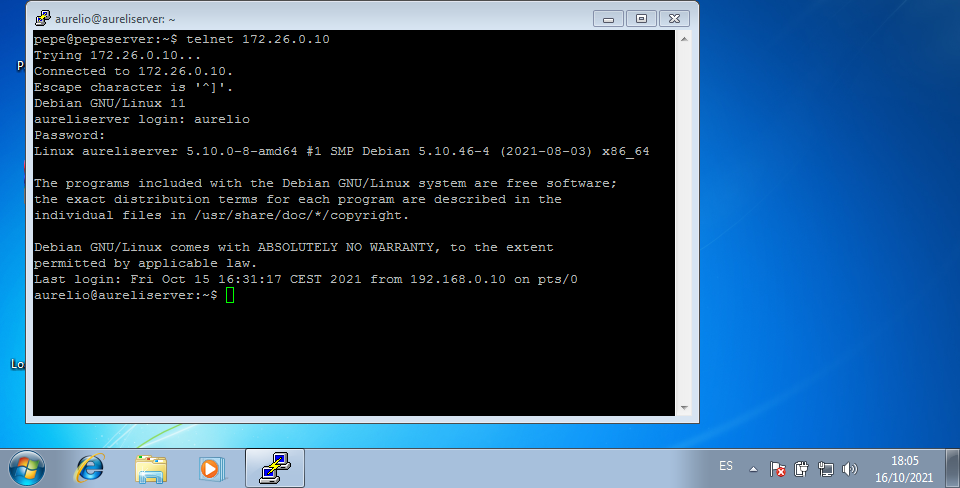 aurelio@aureliserver: ~
pepe@pepeserver:~$ telnet 172.26.0.10
Trying 172.26.0.10...
Connected to 172.26.0.10.
Escape character is '^]'.
Debian GNU/Linux 11
aureliserver login: aurelio
Password:
Linux aureliserver 5.10.0-8-amd64 #1 SMP Debian 5.10.46-4 (2021-08-03) x86_64
The programs included with the Debian GNU/Linux system are free software;
the exact distribution terms for each program are described in the
individual files in /usr/share/doc/*/copyright.
Debian GNU/Linux comes with ABSOLUTELY NO WARRANTY, to the extent
permitted by applicable law.
Last login: Fri Oct 15 16:31:17 CEST 2021 from 192.168.0.10 on pts/0
aurelio@aureliserver:~$
ES
18:05
16/10/2021